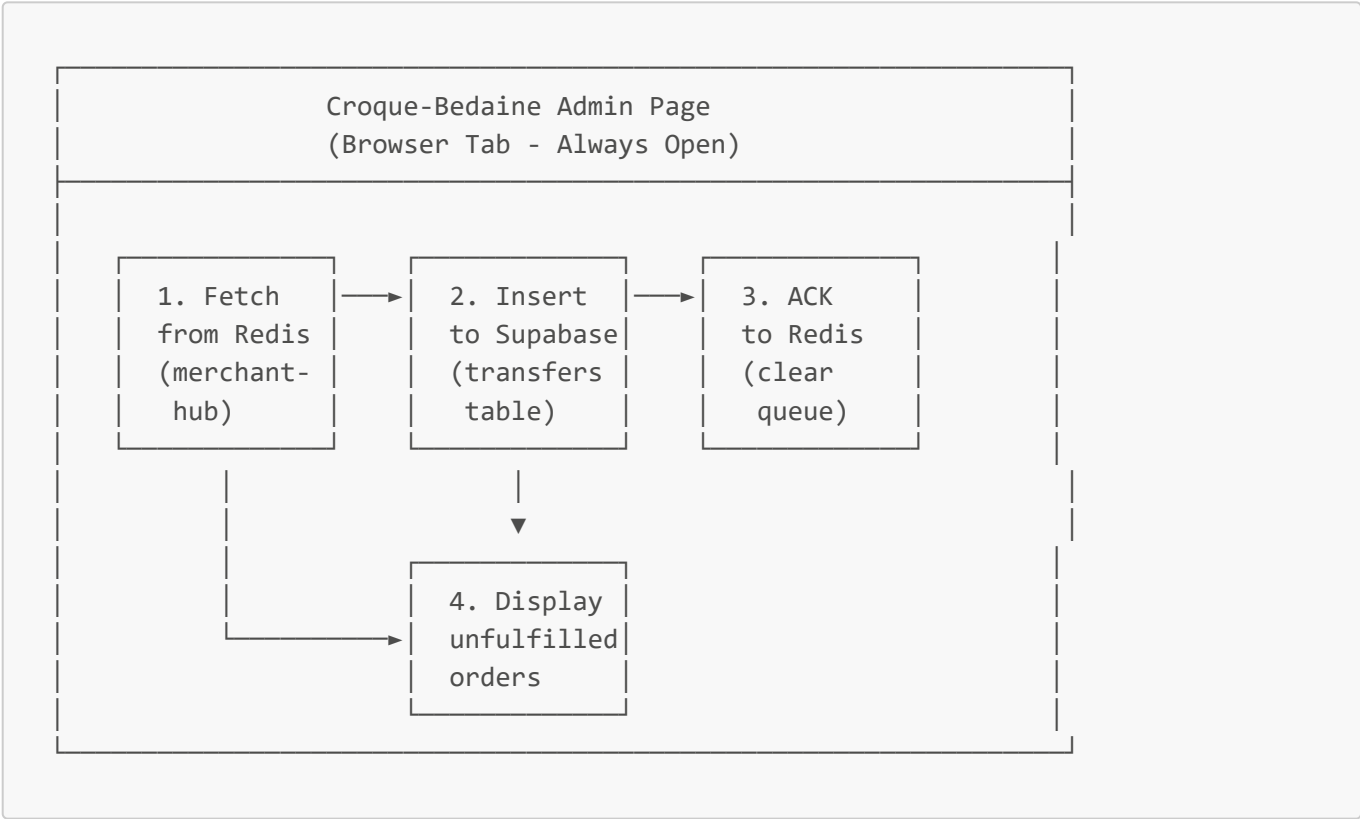 Croque-Bedaine Admin Page
(Browser Tab - Always Open)
1. Fetch
from Redis
(merchant-
hub)
2. Insert
to Supabase
(transfers
table)
3. ACK
to Redis
(clear
queue)
4. Display
unfulfilled
orders